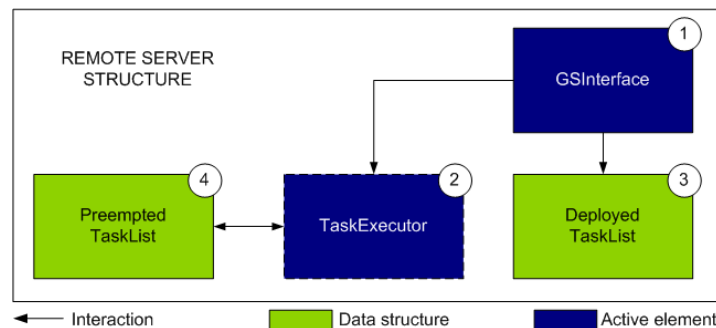 REMOTE SERVER
STRUCTURE
1
GSInterface
4
Preempted
TaskList
2
TaskExecutor
3
Deployed
TaskList
Interaction
Data structure
Active element